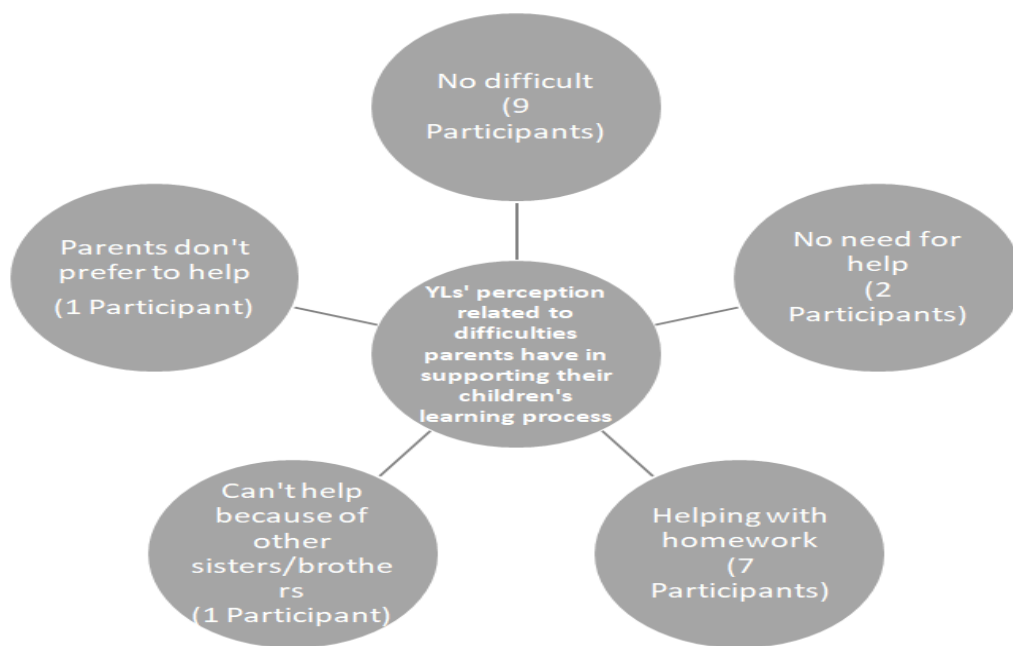 No difficult
(9
Participants)
Parents don't
prefer to help
(1 Participant)
No need for
help
(2
Participants)
YLs' perception
related to
difficulties
parents have in
supporting their
children's
learning process
Can't help
because of
other
sisters/brothe
rs
(1 Participant)
Helping with
homework
(7
Participants)